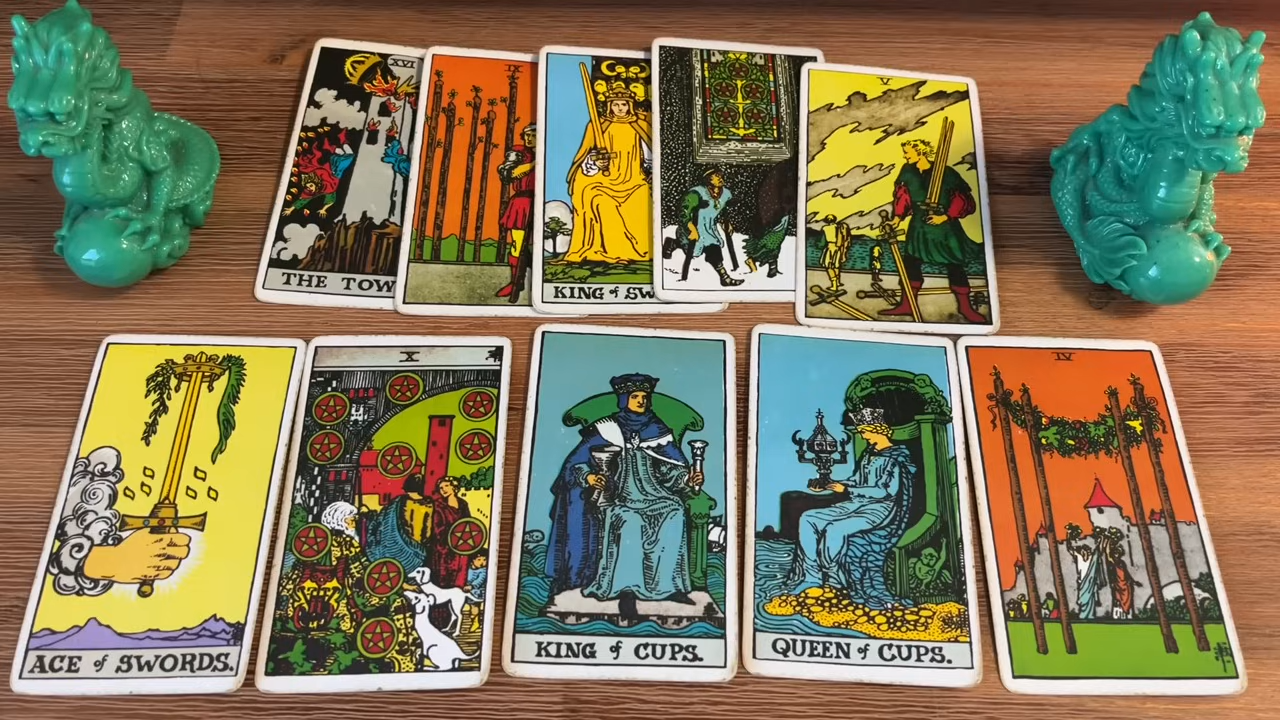 XVI
THE TOW
IX
KING of SW
V
ACE of SWORDS.
X
KING of CUPS.
QUEEN of CUPS.
IV